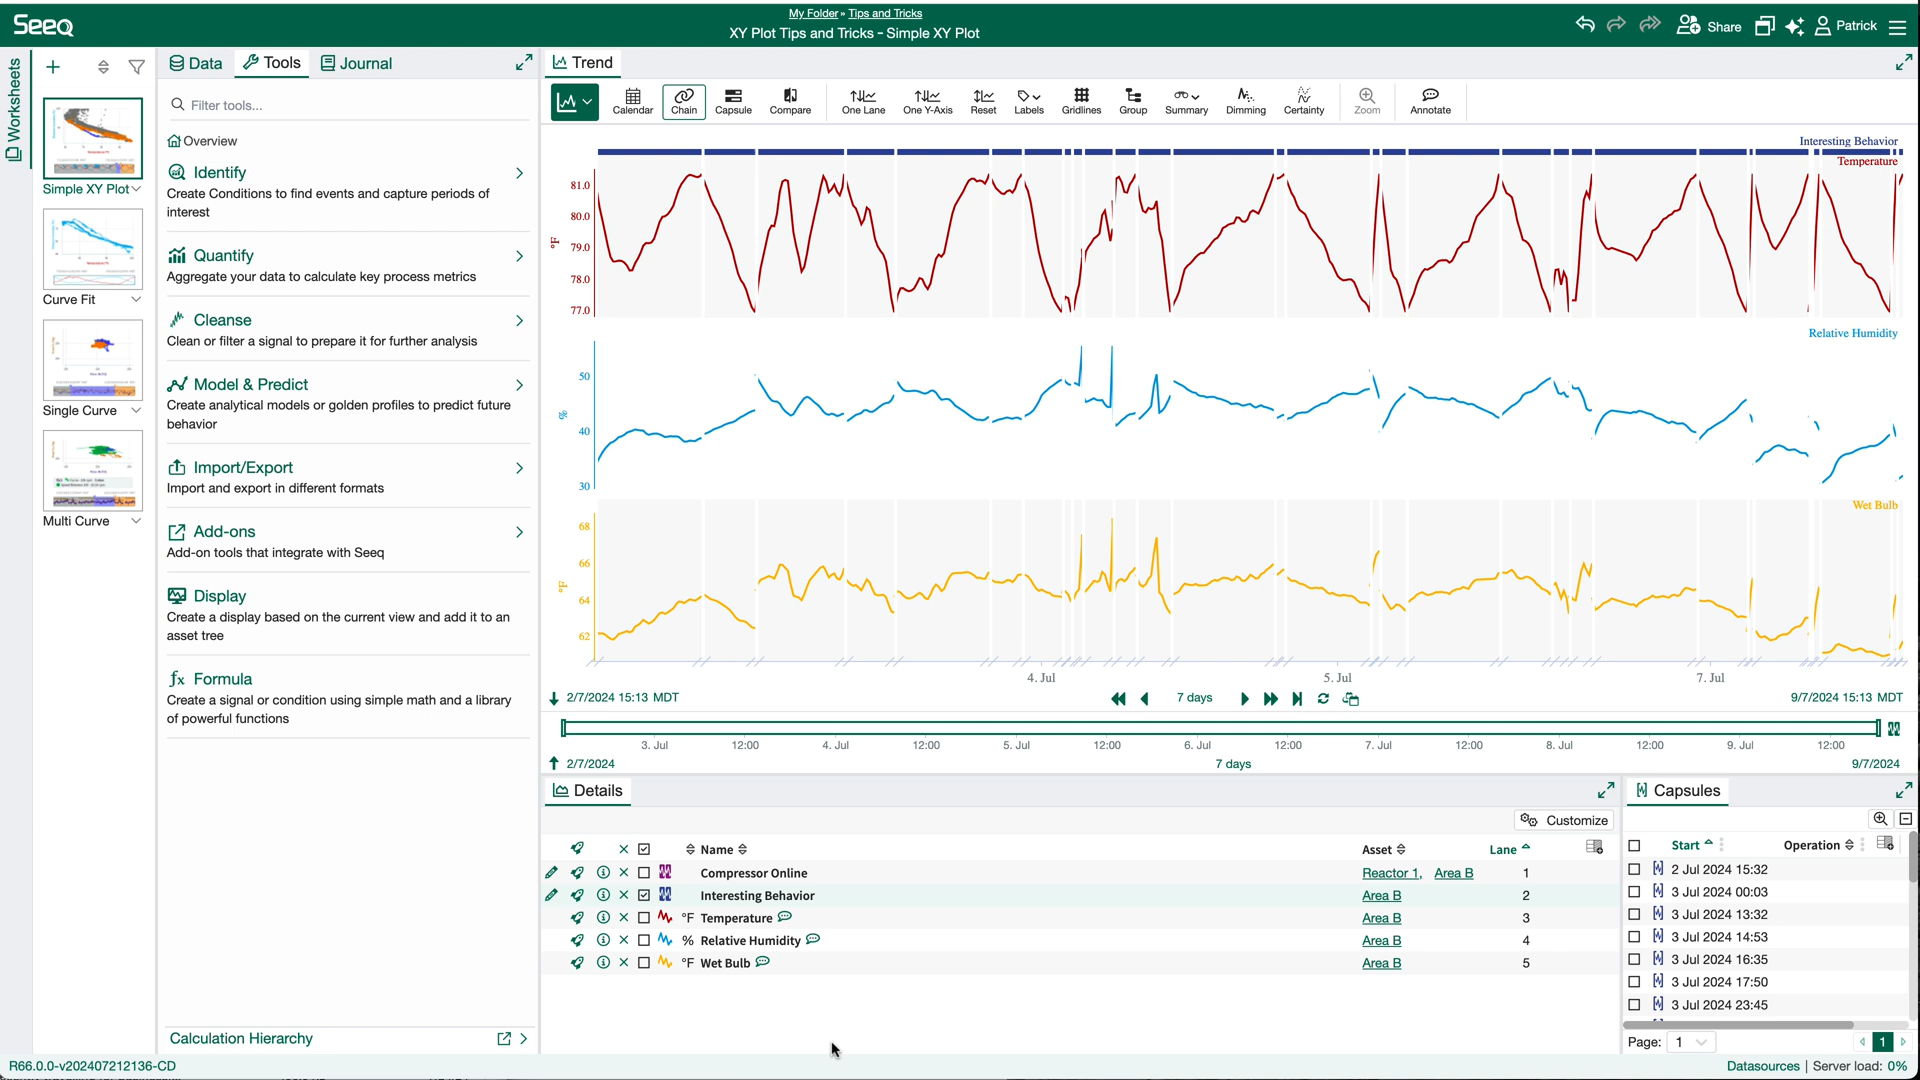 Seeq
My Folder » Tips and Tricks
XY Plot Tips and Tricks - Simple XY Plot
Share
Patrick
Worksheets
Simple XY Plot
Curve Fit
Single Curve
Multi Curve
Data
Tools
Journal
Filter tools...
Overview
Identify
Create Conditions to find events and capture periods of
interest
Quantify
Aggregate your data to calculate key process metrics
Cleanse
Clean or filter a signal to prepare it for further analysis
Model & Predict
Create analytical models or golden profiles to predict future
behavior
Import/Export
Import and export in different formats
Add-ons
Add-on tools that integrate with Seeq
Display
Create a display based on the current view and add it to an
asset tree
Formula
Create a signal or condition using simple math and a library
of powerful functions
Calculation Hierarchy
Trend
Calendar
Chain
Capsule
Compare
One Lane
One Y-Axis
Reset
Labels
Gridlines
Group
Summary
Dimming
Certainty
Zoom
Annotate
Interesting Behavior
Temperature
81.0
80.0
°F
79.0
78.0
77.0
Relative Humidity
50
%
40
30
Wet Bulb
68
66
°F
64
62
4. Jul
5. Jul
7. Jul
2/7/2024 15:13 MDT
7 days
9/7/2024 15:13 MDT
3. Jul
12:00
4. Jul
12:00
5. Jul
12:00
6. Jul
12:00
7. Jul
12:00
8. Jul
12:00
9. Jul
12:00
2/7/2024
7 days
9/7/2024
Details
Customize
Name
Asset
Lane
Compressor Online
Reactor 1, Area B
1
Interesting Behavior
Area B
2
°F Temperature
Area B
3
% Relative Humidity
Area B
4
°F Wet Bulb
Area B
5
Capsules
Start
Operation
2 Jul 2024 15:32
3 Jul 2024 00:03
3 Jul 2024 13:32
3 Jul 2024 14:53
3 Jul 2024 16:35
3 Jul 2024 17:50
3 Jul 2024 23:45
Page: 1
1
R66.0.0-v202407212136-CD
Datasources | Server load: 0%